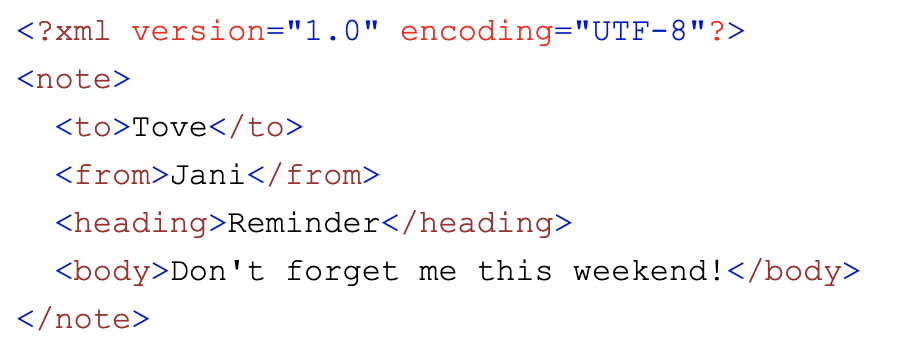 <?xml version="1.0" encoding="UTF-8"?>
<note>
  <to>Tove</to>
  <from>Jani</from>
  <heading>Reminder</heading>
  <body>Don't forget me this weekend!</body>
</note>